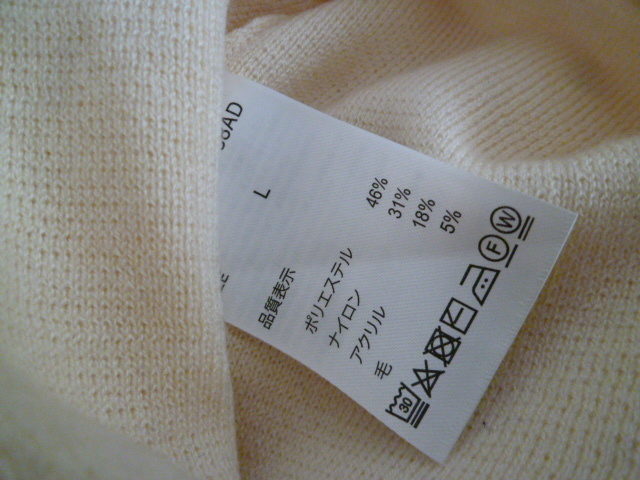 L
品質表示
ポリエステル 46%
ナイロン 31%
アクリル 18%
毛 5%
30
F
W